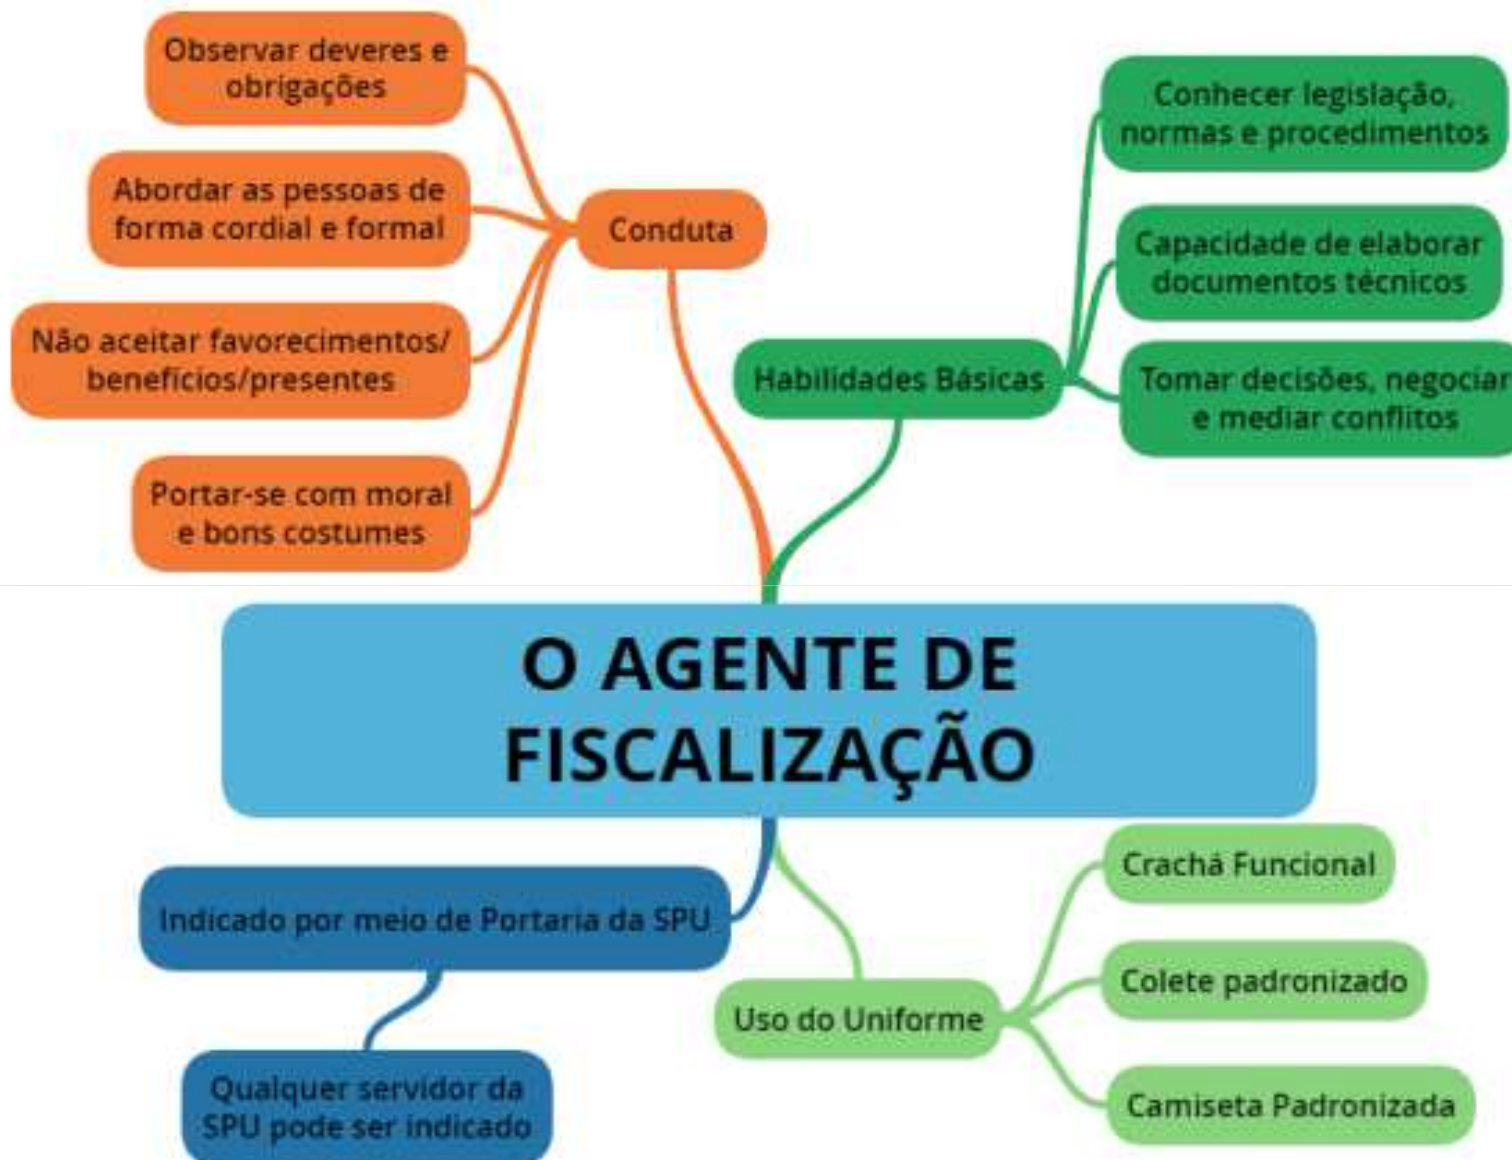 Observar deveres e
obrigações
Abordar as pessoas de
forma cordial e formal
Não aceitar favorecimentos/
benefícios/presentes
Portar-se com moral
e bons costumes
Conduta
Habilidades Básicas
Conhecer legislação,
normas e procedimentos
Capacidade de elaborar
documentos técnicos
Tomar decisões, negociar
e mediar conflitos
O AGENTE DE
FISCALIZAÇÃO
Indicado por meio de Portaria da SPU
Qualquer servidor da
SPU pode ser indicado
Uso do Uniforme
Crachá Funcional
Colete padronizado
Camiseta Padronizada